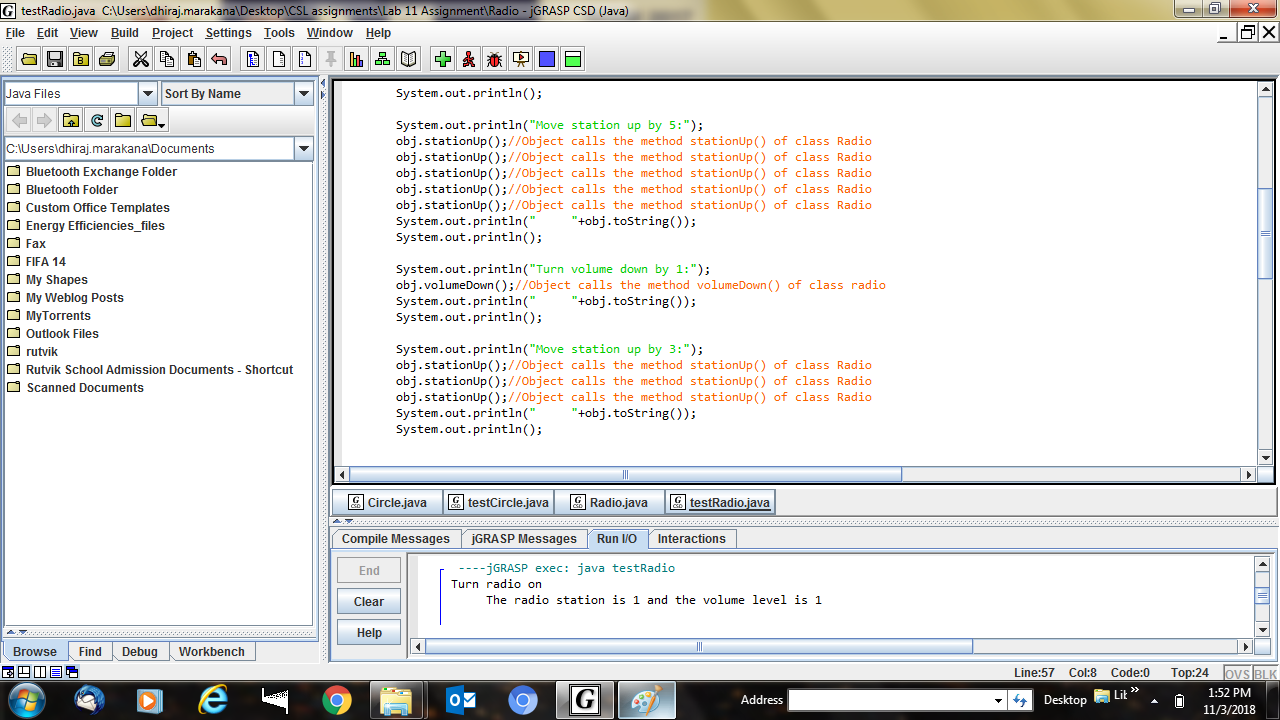 testRadio.java C:\Users\dhiraj.marakana\Desktop\CSL assignments\Lab 11 Assignment\Radio - jGRASP CSD (Java)
File Edit View Build Project Settings Tools Window Help
Java Files Sort By Name
C:\Users\dhiraj.marakana\Documents
Bluetooth Exchange Folder
Bluetooth Folder
Custom Office Templates
Energy Efficiencies_files
Fax
FIFA 14
My Shapes
My Weblog Posts
MyTorrents
Outlook Files
rutvik
Rutvik School Admission Documents - Shortcut
Scanned Documents
Browse Find Debug Workbench
System.out.println();
System.out.println("Move station up by 5:");
obj.stationUp();//Object calls the method stationUp() of class Radio
obj.stationUp();//Object calls the method stationUp() of class Radio
obj.stationUp();//Object calls the method stationUp() of class Radio
obj.stationUp();//Object calls the method stationUp() of class Radio
obj.stationUp();//Object calls the method stationUp() of class Radio
System.out.println("     "+obj.toString());
System.out.println();
System.out.println("Turn volume down by 1:");
obj.volumeDown();//Object calls the method volumeDown() of class radio
System.out.println("     "+obj.toString());
System.out.println();
System.out.println("Move station up by 3:");
obj.stationUp();//Object calls the method stationUp() of class Radio
obj.stationUp();//Object calls the method stationUp() of class Radio
obj.stationUp();//Object calls the method stationUp() of class Radio
System.out.println("     "+obj.toString());
System.out.println();
Circle.java testCircle.java Radio.java testRadio.java
Compile Messages jGRASP Messages Run I/O Interactions
End
Clear
Help
----jGRASP exec: java testRadio
Turn radio on
The radio station is 1 and the volume level is 1
Line:57 Col:8 Code:0 Top:24 OVS BLK
Address Desktop Lib »
1:52 PM
11/3/2018